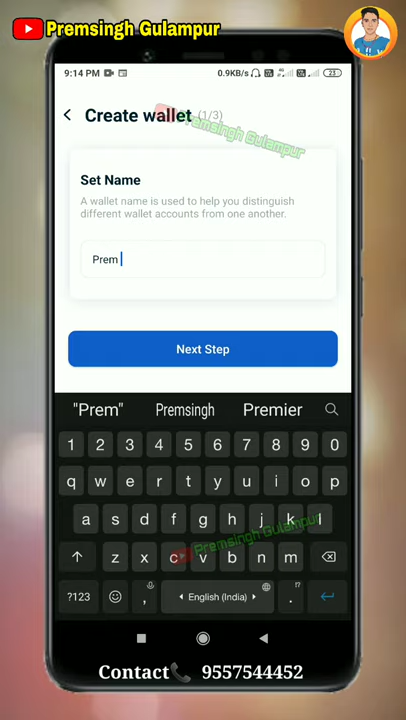 Premsingh Gulampur
9:14 PM 0.9KB/s 23
Create wallet (1/3)
Premsingh Gulampur
Set Name
A wallet name is used to help you distinguish
different wallet accounts from one another.
Prem
Next Step
"Prem" Premsingh Premier
1 2 3 4 5 6 7 8 9 0
q w e r t y u i o p
a s d f g h j k l
Premsingh Gulampur
z x c v b n m
?123 , English (India) . !?
Contact 9557544452